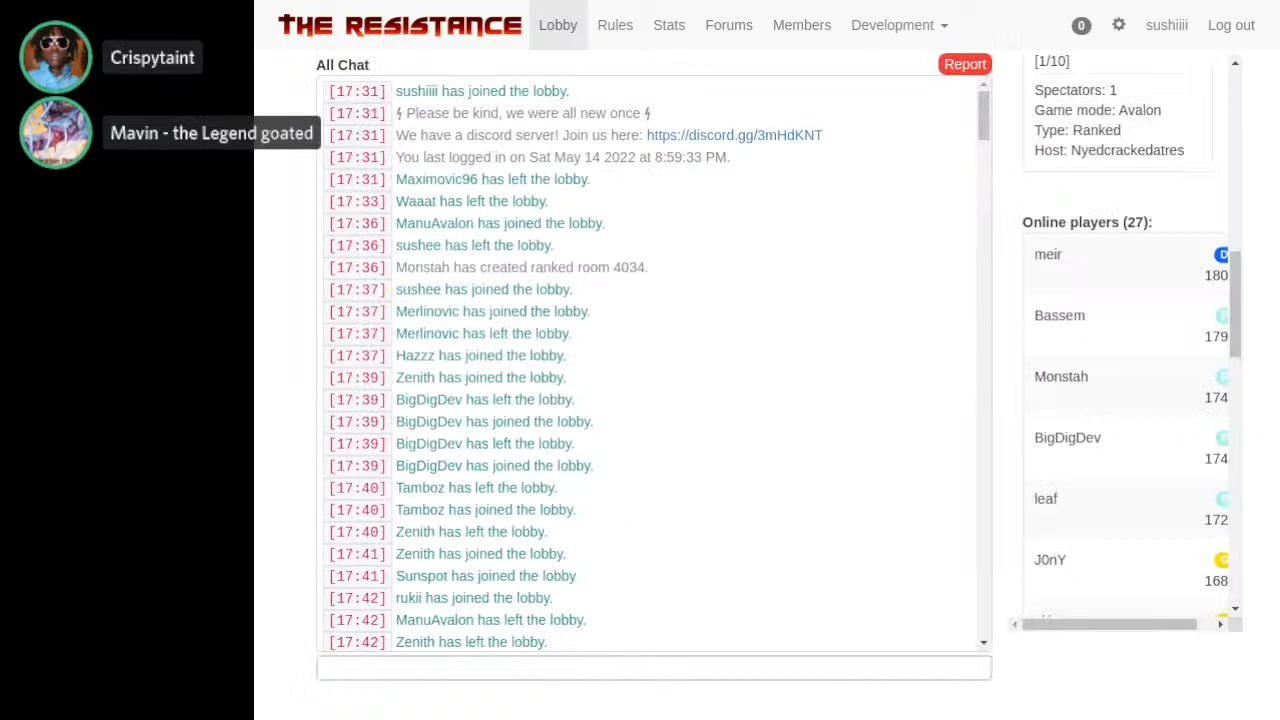 Crispytaint
Mavin - the Legend goated
THE RESISTANCE Lobby Rules Stats Forums Members Development 0 sushiiii Log out
All Chat Report
[17:31] sushiiii has joined the lobby.
[17:31] Please be kind, we were all new once
[17:31] We have a discord server! Join us here: https://discord.gg/3mHdKNT
[17:31] You last logged in on Sat May 14 2022 at 8:59:33 PM.
[17:31] Maximovic96 has left the lobby.
[17:33] Waaat has left the lobby.
[17:36] ManuAvalon has joined the lobby.
[17:36] sushee has left the lobby.
[17:36] Monstah has created ranked room 4034.
[17:37] sushee has joined the lobby.
[17:37] Merlinovic has joined the lobby.
[17:37] Merlinovic has left the lobby.
[17:37] Hazzz has joined the lobby.
[17:39] Zenith has joined the lobby.
[17:39] BigDigDev has left the lobby.
[17:39] BigDigDev has joined the lobby.
[17:39] BigDigDev has left the lobby.
[17:39] BigDigDev has joined the lobby.
[17:40] Tamboz has left the lobby.
[17:40] Tamboz has joined the lobby.
[17:40] Zenith has left the lobby.
[17:41] Zenith has joined the lobby.
[17:41] Sunspot has joined the lobby
[17:42] rukii has joined the lobby.
[17:42] ManuAvalon has left the lobby.
[17:42] Zenith has left the lobby.
[1/10]
Spectators: 1
Game mode: Avalon
Type: Ranked
Host: Nyedcrackedatres
Online players (27):
meir D
180
Bassem
179
Monstah
174
BigDigDev
174
leaf
172
J0nY
168